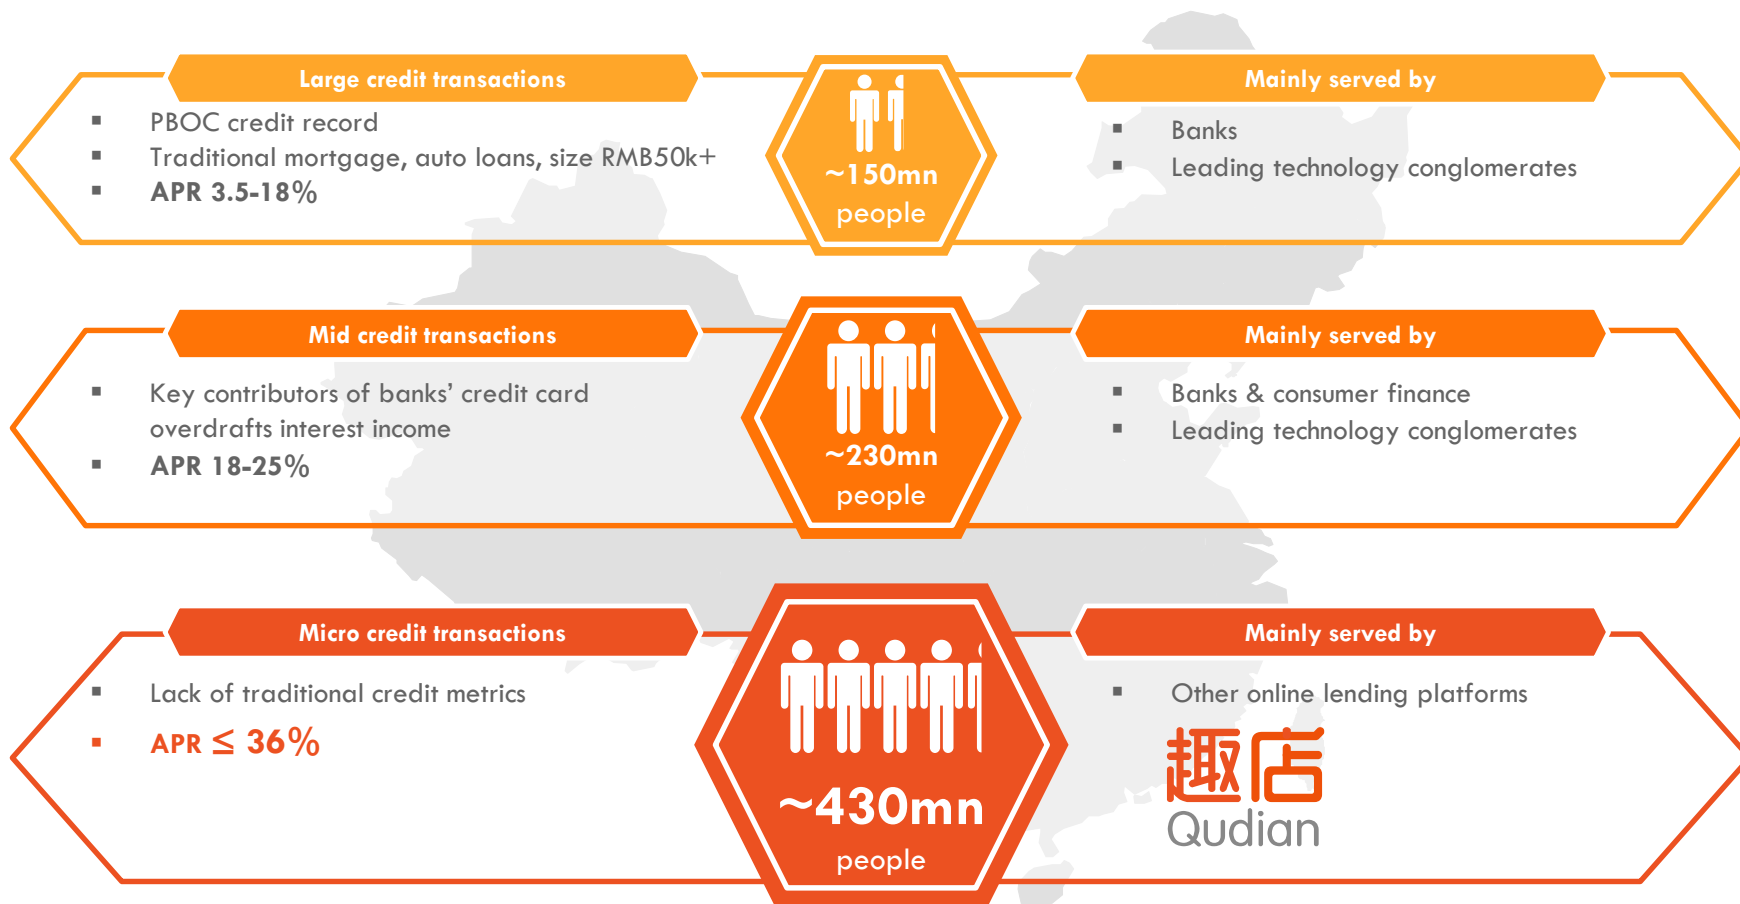 Large credit transactions
▪ PBOC credit record
▪ Traditional mortgage, auto loans, size RMB50k+
▪ APR 3.5-18%
~150mn
people
Mainly served by
▪ Banks
▪ Leading technology conglomerates
Mid credit transactions
▪ Key contributors of banks’ credit card
overdrafts interest income
▪ APR 18-25%
~230mn
people
Mainly served by
▪ Banks & consumer finance
▪ Leading technology conglomerates
Micro credit transactions
▪ Lack of traditional credit metrics
▪ APR ≤ 36%
~430mn
people
Mainly served by
▪ Other online lending platforms
趣店
Qudian